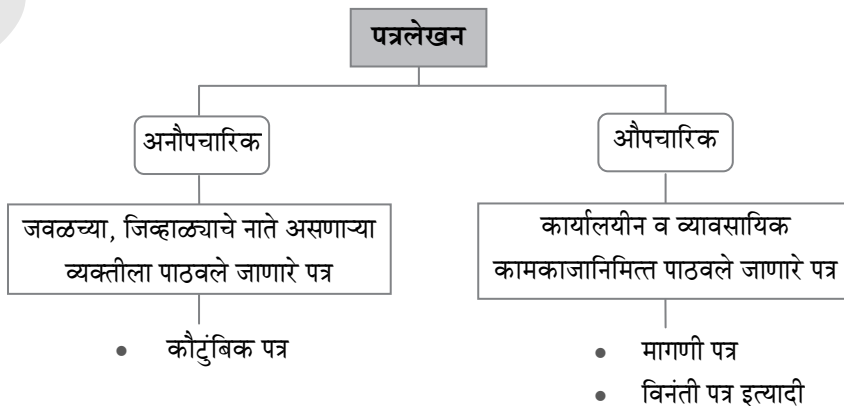 पत्रलेखन
अनौपचारिक
जवळच्या, जिव्हाळ्याचे नाते असणाऱ्या
व्यक्तीला पाठवले जाणारे पत्र
• कौटुंबिक पत्र
औपचारिक
कार्यालयीन व व्यावसायिक
कामकाजानिमित्त पाठवले जाणारे पत्र
• मागणी पत्र
• विनंती पत्र इत्यादी